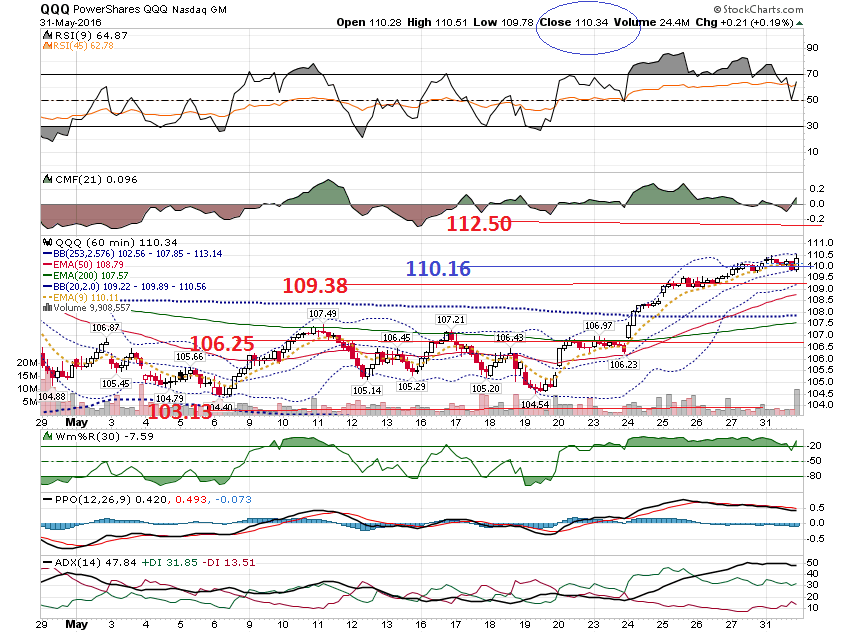 QQQ PowerShares QQQ Nasdaq GM © StockCharts.com
31-May-2016 Open 110.28 High 110.51 Low 109.78 Close 110.34 Volume 24.4M Chg +0.21 (+0.19%)
RSI(9) 64.87
RSI(45) 62.78
90
70
50
30
10
CMF(21) 0.096
0.2
0.0
-0.2
112.50
QQQ (60 min) 110.34
BB(253,2.576) 102.56 - 107.85 - 113.14
EMA(50) 108.79
EMA(200) 107.57
BB(20,2.0) 109.22 - 109.89 - 110.56
EMA(9) 110.11
Volume 9,908,557
110.16
109.38
106.25
103.13
111.0
110.5
110.0
109.5
109.0
108.5
108.0
107.5
107.0
106.5
106.0
105.5
105.0
104.5
104.0
20M
15M
10M
5M
104.88
106.87
105.45
104.79
105.66
104.40
107.49
105.14
106.45
105.29
107.21
105.20
106.43
104.54
106.97
106.23
29 May 3 4 5 6 9 10 11 12 13 16 17 18 19 20 23 24 25 26 27 31
Wm%R(30) -7.59
-20
-50
-80
PPO(12,26,9) 0.420, 0.493, -0.073
0.5
0.0
-0.5
ADX(14) 47.84 +DI 31.85 -DI 13.51
50
40
30
20
10
29 May 3 4 5 6 9 10 11 12 13 16 17 18 19 20 23 24 25 26 27 31